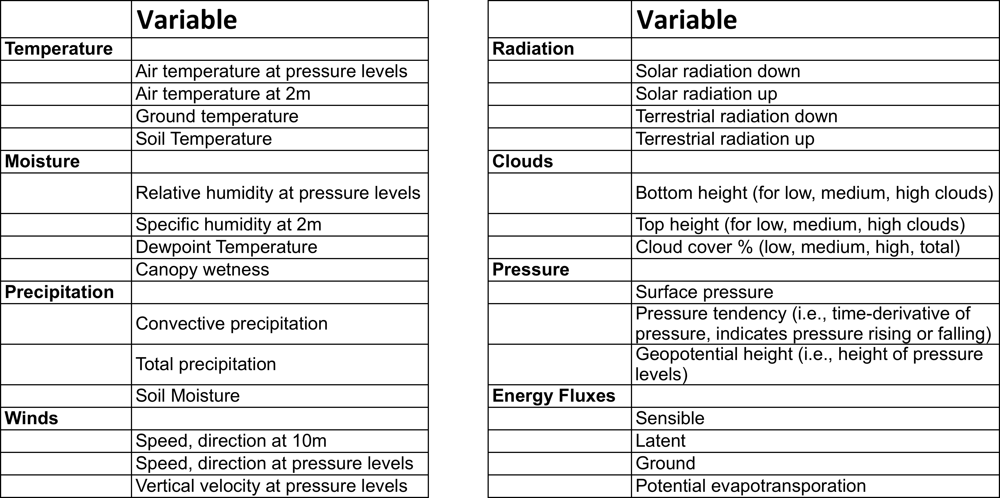 Variable
Temperature
Air temperature at pressure levels
Air temperature at 2m
Ground temperature
Soil Temperature
Moisture
Relative humidity at pressure levels
Specific humidity at 2m
Dewpoint Temperature
Canopy wetness
Precipitation
Convective precipitation
Total precipitation
Soil Moisture
Winds
Speed, direction at 10m
Speed, direction at pressure levels
Vertical velocity at pressure levels
Variable
Radiation
Solar radiation down
Solar radiation up
Terrestrial radiation down
Terrestrial radiation up
Clouds
Bottom height (for low, medium, high clouds)
Top height (for low, medium, high clouds)
Cloud cover % (low, medium, high, total)
Pressure
Surface pressure
Pressure tendency (i.e., time-derivative of
pressure, indicates pressure rising or falling)
Geopotential height (i.e., height of pressure
levels)
Energy Fluxes
Sensible
Latent
Ground
Potential evapotransporation